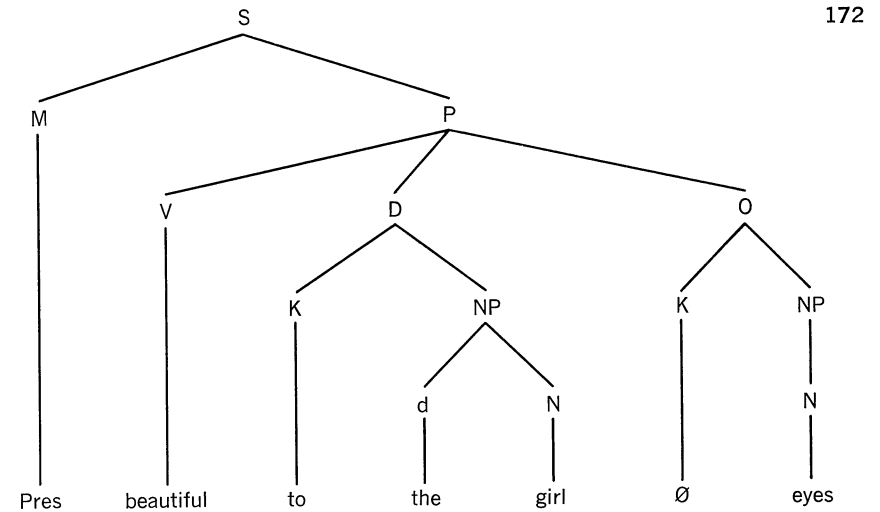 172
S
M P
V D O
K NP K NP
d N N
Pres beautiful to the girl Ø eyes